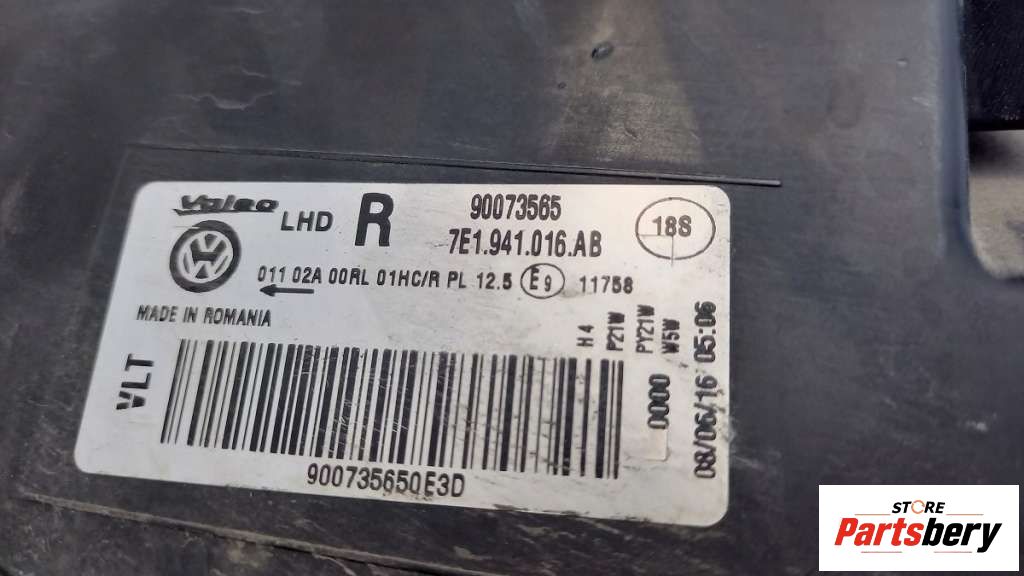 Valeo LHD R 90073565
7E1.941.016.AB
18S
VW
011 02A 00RL 01HC/R PL 12.5 E9 11758
MADE IN ROMANIA
VLT
H4
P21W
PY21W
W5W
0000
08/06/16 05:06
900735650E3D
STORE
Partsbery